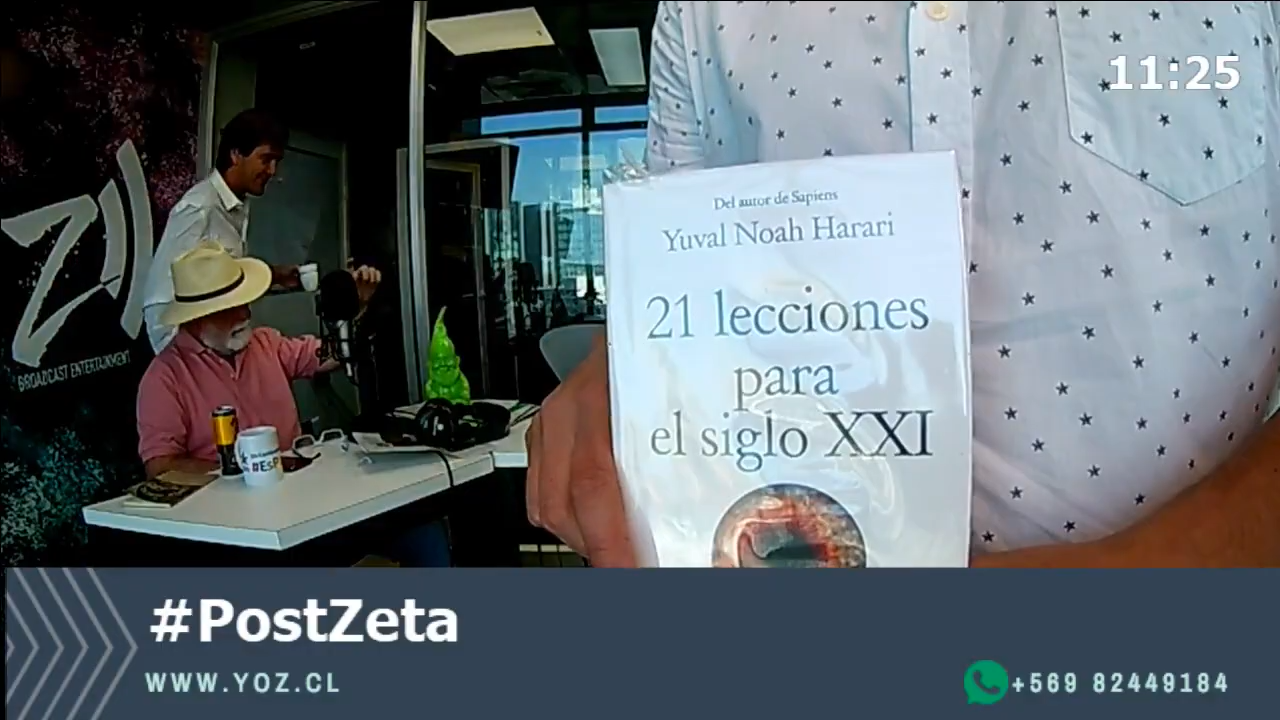 11:25
BROADCAST ENTERTAINMENT
Del autor de Sapiens
Yuval Noah Harari
21 lecciones
para
el siglo XXI
#EsP
#PostZeta
WWW.YOZ.CL
+569 82449184